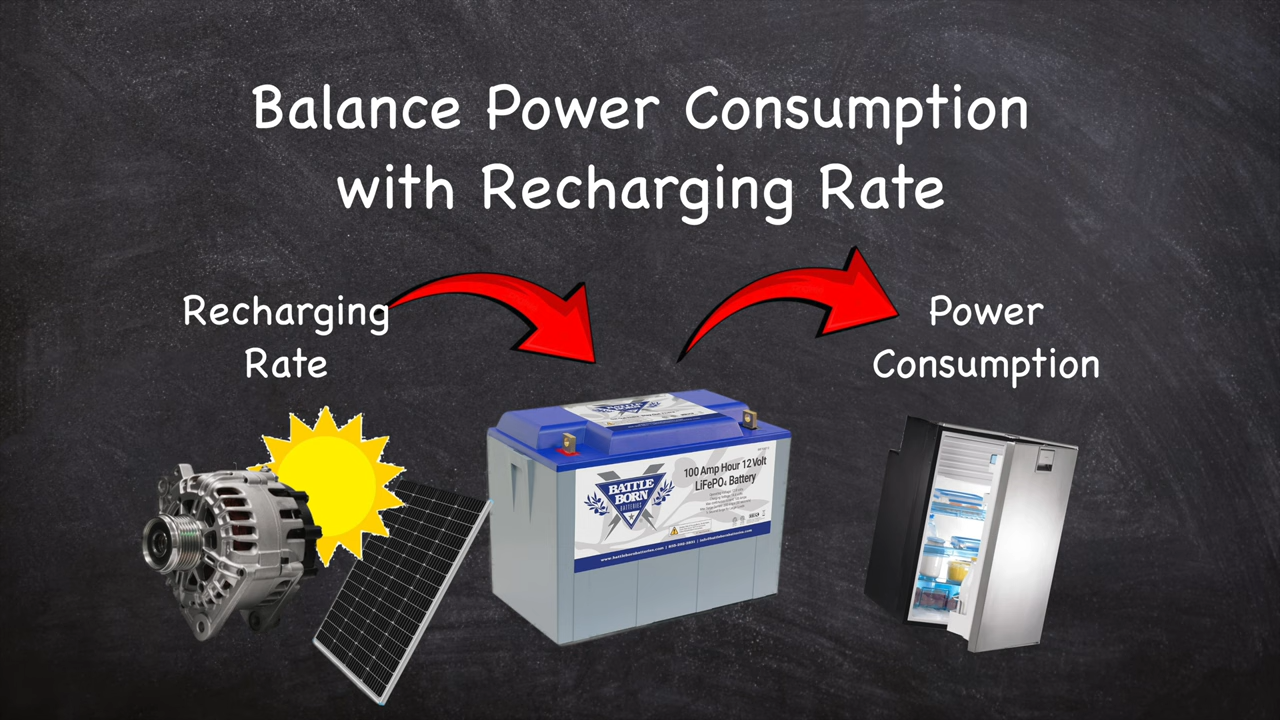 Balance Power Consumption
with Recharging Rate
Recharging
Rate
Power
Consumption
BATTLE
BORN
BATTERIES
100 Amp Hour 12 Volt
LiFePO₄ Battery